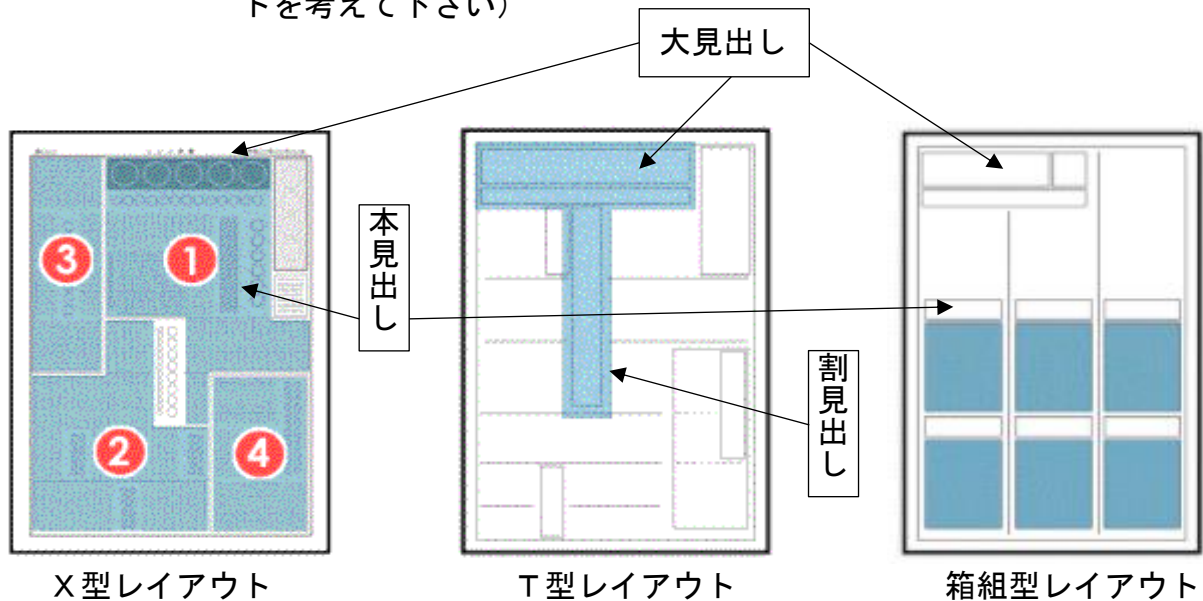 トを考えて下さい）
大見出し
本見出し
割見出し
③
①
②
④
X型レイアウト
T型レイアウト
箱組型レイアウト